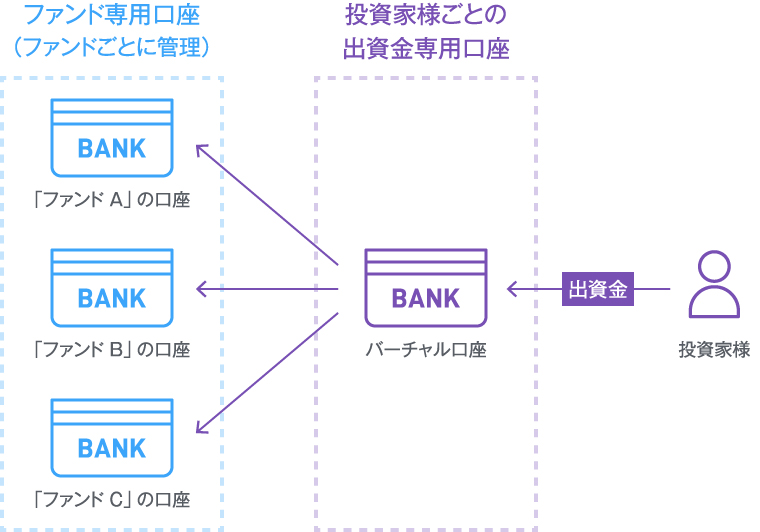 ファンド専用口座
（ファンドごとに管理）
投資家様ごとの
出資金専用口座
BANK
「ファンド A」の口座
BANK
「ファンド B」の口座
BANK
「ファンド C」の口座
BANK
バーチャル口座
出資金
投資家様